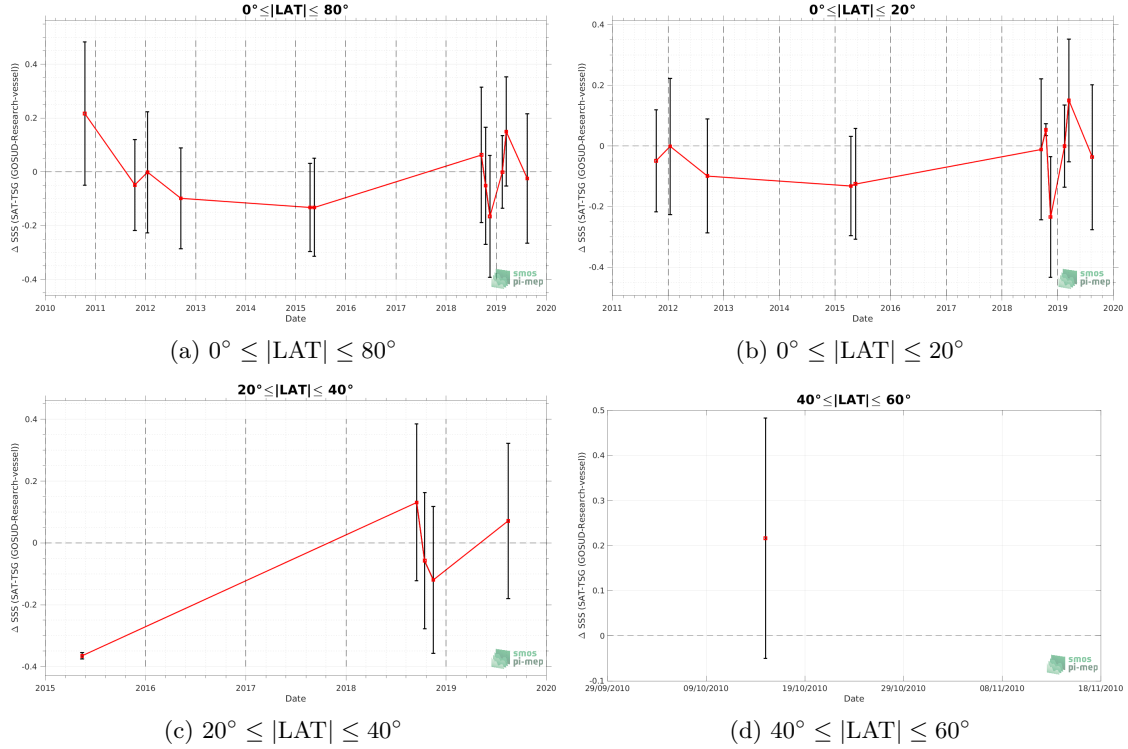 0°≤|LAT|≤ 80°
Δ SSS (SAT-TSG (GOSUD-Research-vessel))
0.4
0.2
0
-0.2
-0.4
2010 2011 2012 2013 2014 2015 2016 2017 2018 2019 2020
Date
smos
pi-mep
(a) 0° ≤ |LAT| ≤ 80°
0°≤|LAT|≤ 20°
Δ SSS (SAT-TSG (GOSUD-Research-vessel))
0.4
0.2
0
-0.2
-0.4
2011 2012 2013 2014 2015 2016 2017 2018 2019 2020
Date
smos
pi-mep
(b) 0° ≤ |LAT| ≤ 20°
20°≤|LAT|≤ 40°
Δ SSS (SAT-TSG (GOSUD-Research-vessel))
0.4
0.2
0
-0.2
-0.4
2015 2016 2017 2018 2019 2020
Date
smos
pi-mep
(c) 20° ≤ |LAT| ≤ 40°
40°≤|LAT|≤ 60°
Δ SSS (SAT-TSG (GOSUD-Research-vessel))
0.5
0.4
0.3
0.2
0.1
0
-0.1
29/09/2010 09/10/2010 19/10/2010 29/10/2010 08/11/2010 18/11/2010
Date
smos
pi-mep
(d) 40° ≤ |LAT| ≤ 60°